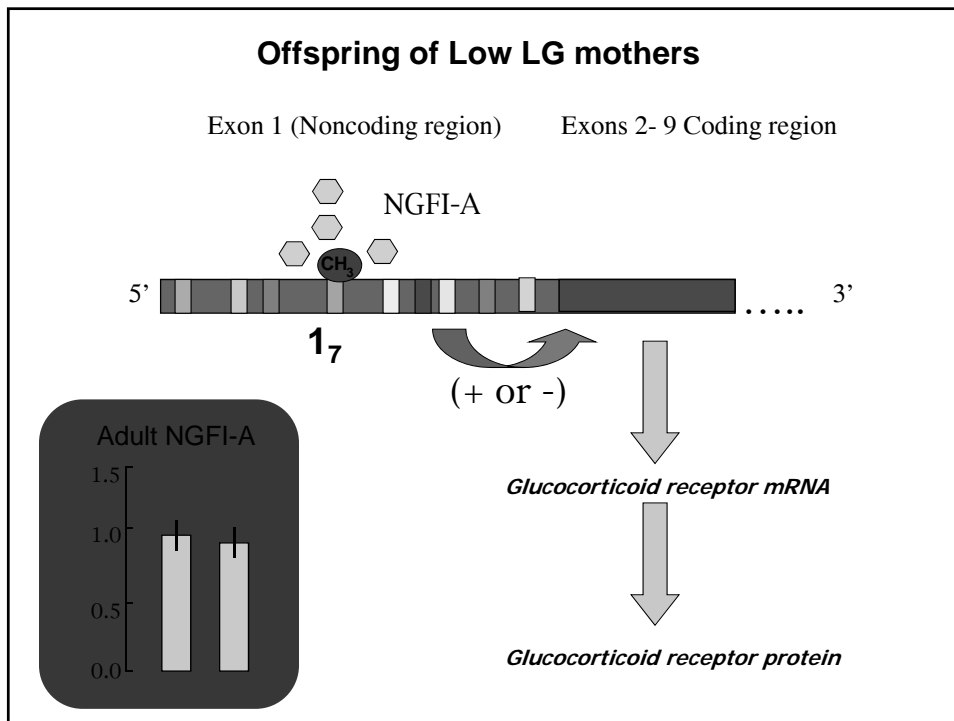 Offspring of Low LG mothers
Exon 1 (Noncoding region)
Exons 2- 9 Coding region
NGFI-A
CH3
5’
3’
.....
1₇
(+ or -)
Adult NGFI-A
1.5
1.0
0.5
0.0
Glucocorticoid receptor mRNA
Glucocorticoid receptor protein